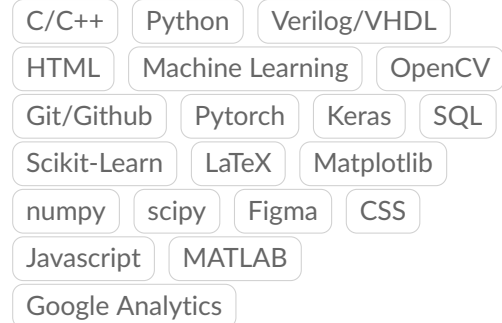 C/C++ Python Verilog/VHDL
HTML Machine Learning OpenCV
Git/Github Pytorch Keras SQL
Scikit-Learn LaTeX Matplotlib
numpy scipy Figma CSS
Javascript MATLAB
Google Analytics